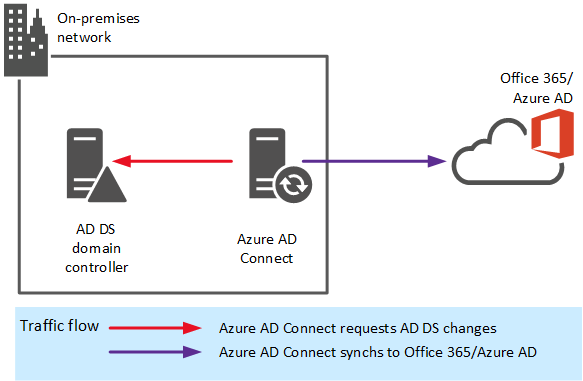 On-premises
network
Office 365/
Azure AD
AD DS
domain
controller
Azure AD
Connect
Traffic flow
Azure AD Connect requests AD DS changes
Azure AD Connect synchs to Office 365/Azure AD